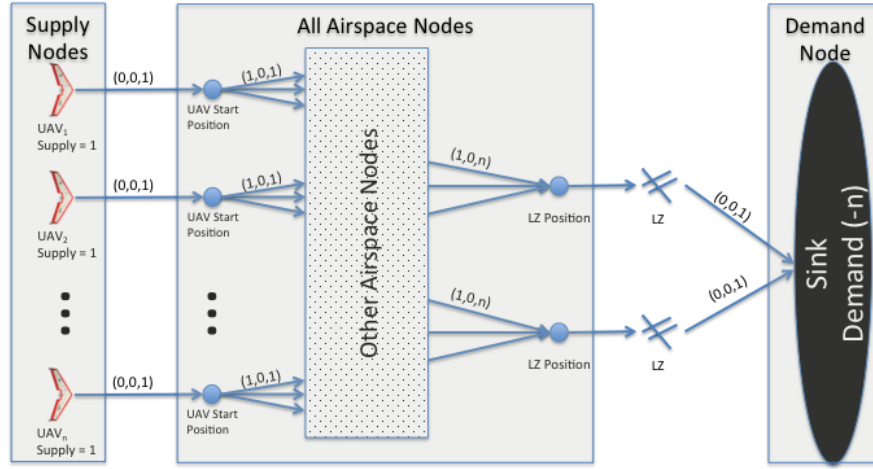 Supply
Nodes
All Airspace Nodes
Demand
Node
(0,0,1)
(1,0,1)
UAV1
Supply = 1
UAV Start
Position
(0,0,1)
(1,0,1)
UAV2
Supply = 1
UAV Start
Position
(0,0,1)
(1,0,1)
UAVn
Supply = 1
UAV Start
Position
Other Airspace Nodes
(1,0,n)
LZ Position
LZ
(0,0,1)
(1,0,n)
LZ Position
LZ
(0,0,1)
Sink
Demand (-n)